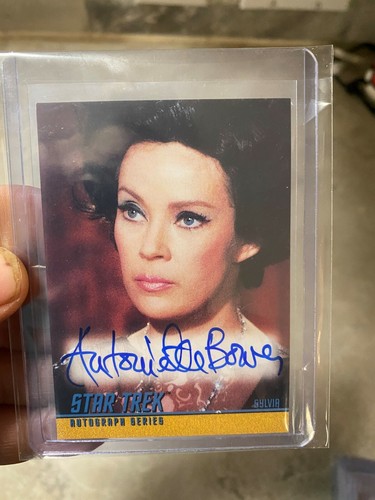 Antoinette Bower
STAR TREK SYLVIA
AUTOGRAPH SERIES